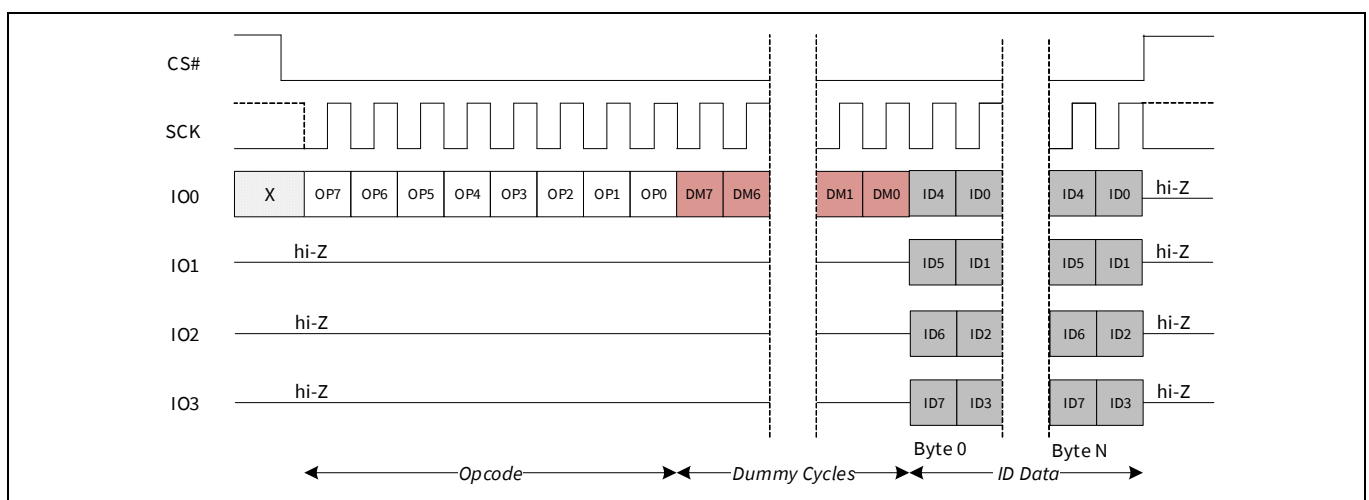 CS#
SCK
IO0 X OP7 OP6 OP5 OP4 OP3 OP2 OP1 OP0 DM7 DM6 DM1 DM0 ID4 ID0 ID4 ID0 hi-Z
IO1 hi-Z ID5 ID1 ID5 ID1 hi-Z
IO2 hi-Z ID6 ID2 ID6 ID2 hi-Z
IO3 hi-Z ID7 ID3 ID7 ID3 hi-Z
Byte 0 Byte N
Opcode Dummy Cycles ID Data